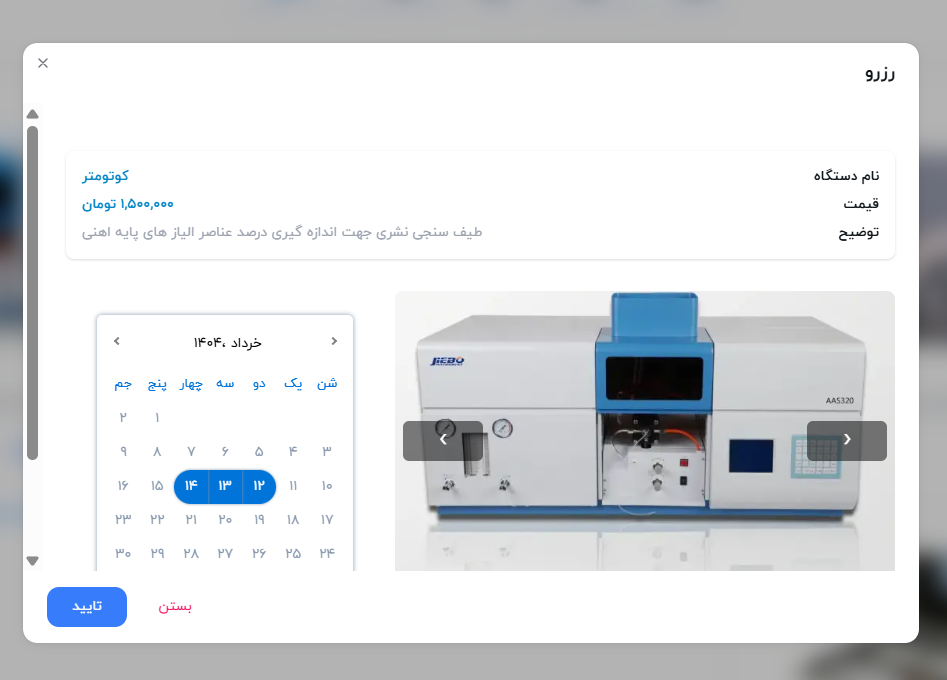 رزرو
نام دستگاه کوتومتر
قیمت ۱,۵۰۰,۰۰۰ تومان
توضیح طیف سنجی نشری جهت اندازه گیری درصد عناصر الیاز های پایه اهنی
JIEBO
AAS320
خرداد ،۱۴۰۴
شن یک دو سه چهار پنج جم
۱ ۲
۳ ۴ ۵ ۶ ۷ ۸ ۹
۱۰ ۱۱ ۱۲ ۱۳ ۱۴ ۱۵ ۱۶
۱۷ ۱۸ ۱۹ ۲۰ ۲۱ ۲۲ ۲۳
۲۴ ۲۵ ۲۶ ۲۷ ۲۸ ۲۹ ۳۰
بستن
تایید